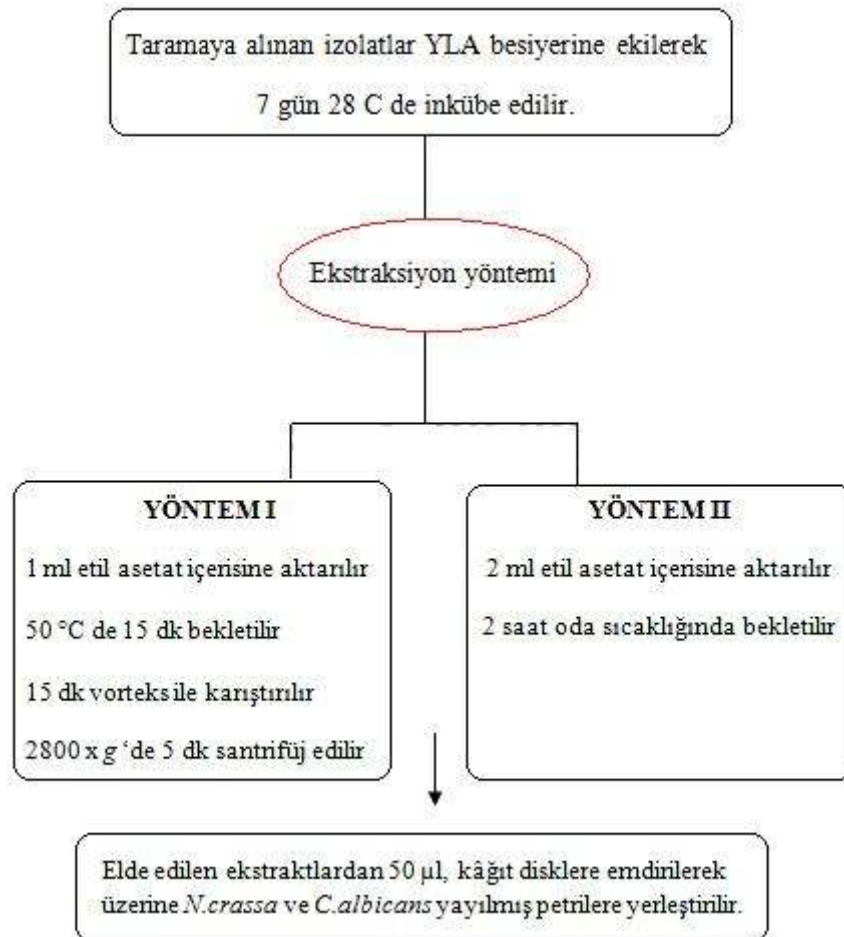 Taramaya alınan izolatlar YLA besiyerine ekilerek
7 gün 28 C de inkübe edilir.
Ekstraksiyon yöntemi
YÖNTEM I
1 ml etil asetat içerisine aktarılır
50 °C de 15 dk bekletilir
15 dk vorteks ile karıştırılır
2800 x g ‘de 5 dk santrifüj edilir
YÖNTEM II
2 ml etil asetat içerisine aktarılır
2 saat oda sıcaklığında bekletilir
Elde edilen ekstraktlardan 50 µl, kâğıt disklere emdirilerek
üzerine N.crassa ve C.albicans yayılmış petrilere yerleştirilir.